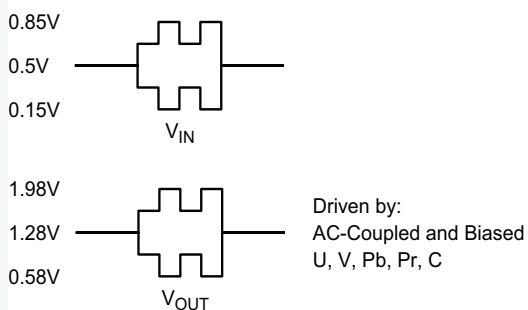 0.85V
0.5V
0.15V
VIN
1.98V
1.28V
0.58V
VOUT
Driven by:
AC-Coupled and Biased
U, V, Pb, Pr, C